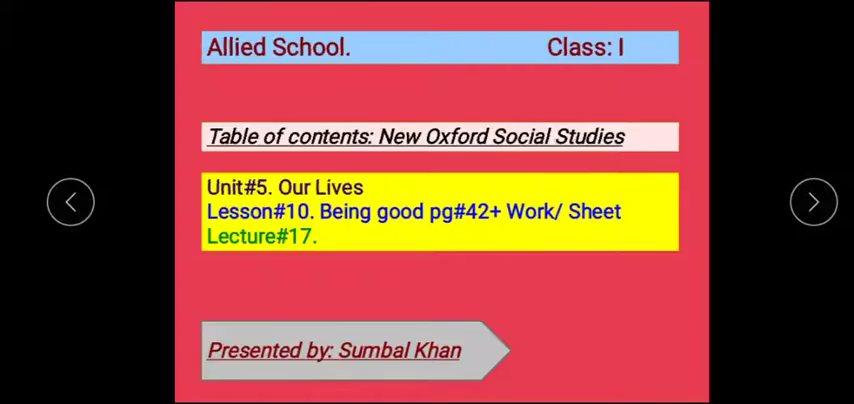 Allied School. Class: I
Table of contents: New Oxford Social Studies
Unit#5. Our Lives
Lesson#10. Being good pg#42+ Work/ Sheet
Lecture#17.
Presented by: Sumbal Khan